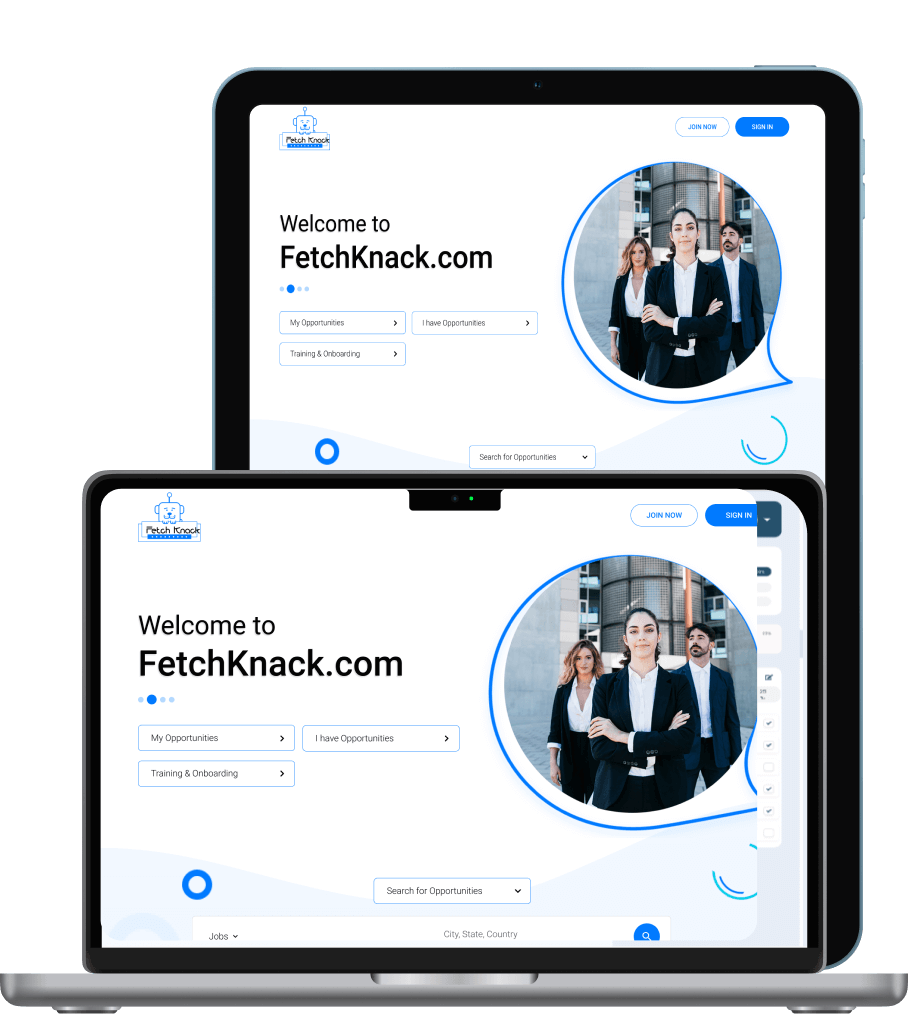 Fetch Knack
JOIN NOW
SIGN IN
Welcome to
FetchKnack.com
My Opportunities
I have Opportunities
Training & Onboarding
Search for Opportunities
Fetch Knack
JOIN NOW
SIGN IN
Welcome to
FetchKnack.com
My Opportunities
I have Opportunities
Training & Onboarding
Search for Opportunities
Jobs
City, State, Country